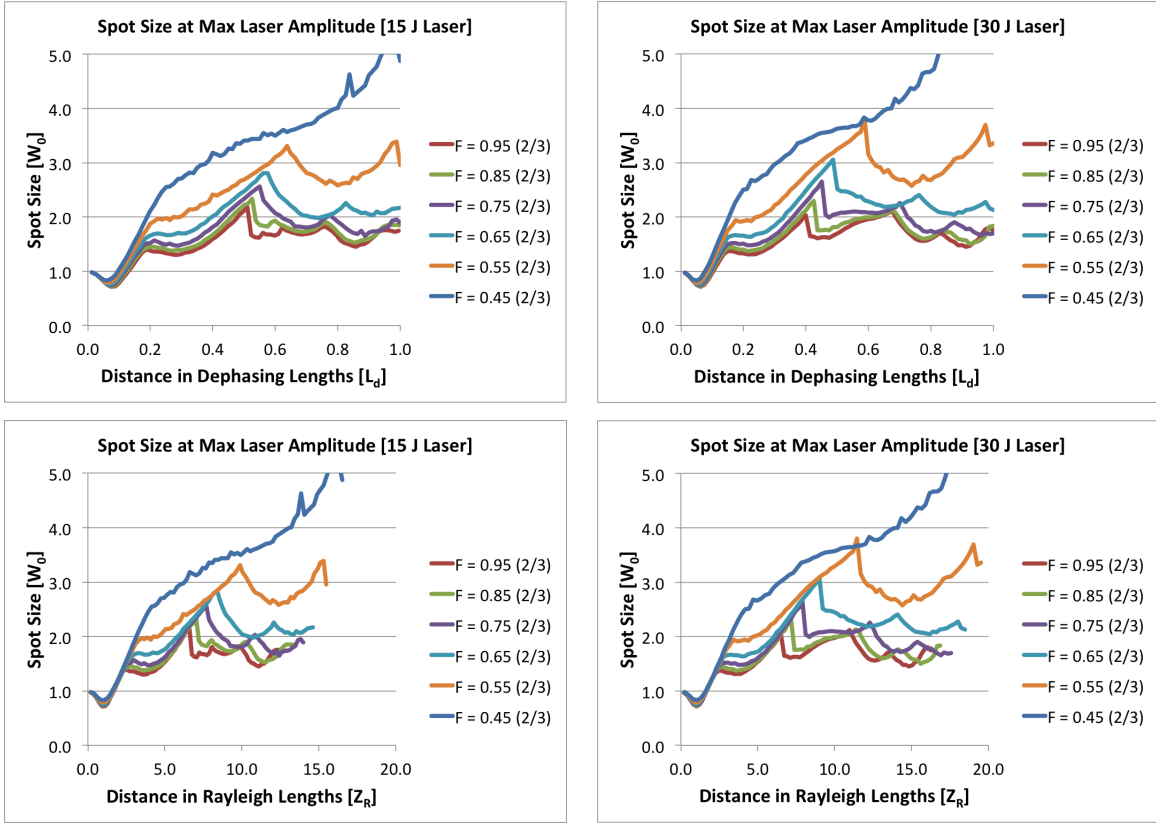 Spot Size at Max Laser Amplitude [15 J Laser]
Spot Size [W₀]
5.0
4.0
3.0
2.0
1.0
0.0
0.0 0.2 0.4 0.6 0.8 1.0
Distance in Dephasing Lengths [L_d]
F = 0.95 (2/3)
F = 0.85 (2/3)
F = 0.75 (2/3)
F = 0.65 (2/3)
F = 0.55 (2/3)
F = 0.45 (2/3)
Spot Size at Max Laser Amplitude [30 J Laser]
Spot Size [W₀]
5.0
4.0
3.0
2.0
1.0
0.0
0.0 0.2 0.4 0.6 0.8 1.0
Distance in Dephasing Lengths [L_d]
F = 0.95 (2/3)
F = 0.85 (2/3)
F = 0.75 (2/3)
F = 0.65 (2/3)
F = 0.55 (2/3)
F = 0.45 (2/3)
Spot Size at Max Laser Amplitude [15 J Laser]
Spot Size [W₀]
5.0
4.0
3.0
2.0
1.0
0.0
0.0 5.0 10.0 15.0 20.0
Distance in Rayleigh Lengths [Z_R]
F = 0.95 (2/3)
F = 0.85 (2/3)
F = 0.75 (2/3)
F = 0.65 (2/3)
F = 0.55 (2/3)
F = 0.45 (2/3)
Spot Size at Max Laser Amplitude [30 J Laser]
Spot Size [W₀]
5.0
4.0
3.0
2.0
1.0
0.0
0.0 5.0 10.0 15.0 20.0
Distance in Rayleigh Lengths [Z_R]
F = 0.95 (2/3)
F = 0.85 (2/3)
F = 0.75 (2/3)
F = 0.65 (2/3)
F = 0.55 (2/3)
F = 0.45 (2/3)